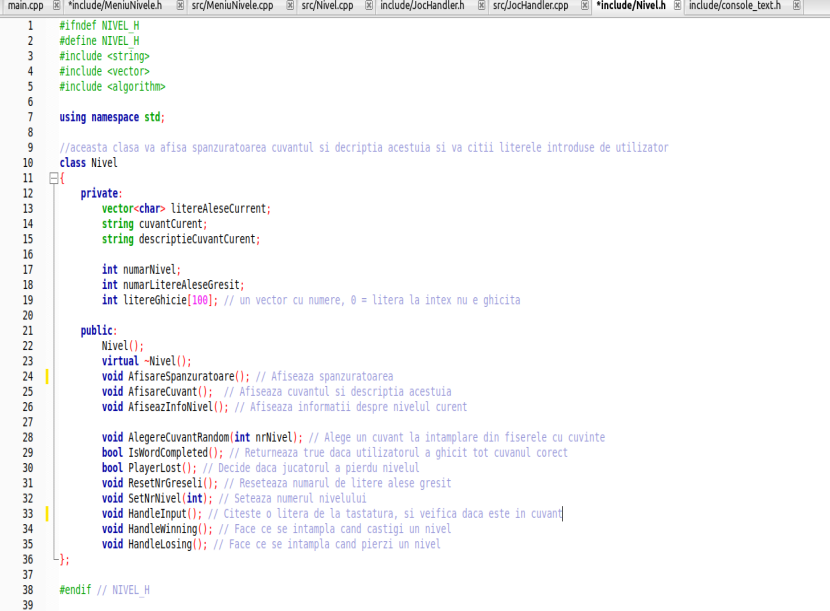 main.cpp *include/MeniuNivele.h src/MeniuNivele.cpp src/Nivel.cpp include/JocHandler.h src/JocHandler.cpp *include/Nivel.h include/console_text.h
1 #ifndef NIVEL_H
2 #define NIVEL_H
3 #include <string>
4 #include <vector>
5 #include <algorithm>
6
7 using namespace std;
8
9 //aceasta clasa va afisa spanzuratoarea cuvantul si decriptia acestuia si va citii literele introduse de utilizator
10 class Nivel
11 {
12 private:
13 vector<char> litereAleseCurrent;
14 string cuvantCurent;
15 string descriptieCuvantCurent;
16
17 int numarNivel;
18 int numarLitereAleseGresit;
19 int litereGhicie[100]; // un vector cu numere, 0 = litera la intex nu e ghicita
20
21 public:
22 Nivel();
23 virtual ~Nivel();
24 void AfisareSpanzuratoare(); // Afiseaza spanzuratoarea
25 void AfisareCuvant(); // Afiseaza cuvantul si descriptia acestuia
26 void AfiseazInfoNivel(); // Afiseaza informatii despre nivelul curent
27
28 void AlegereCuvantRandom(int nrNivel); // Alege un cuvant la intamplare din fiserele cu cuvinte
29 bool IsWordCompleted(); // Returneaza true daca utilizatorul a ghicit tot cuvanul corect
30 bool PlayerLost(); // Decide daca jucatorul a pierdu nivelul
31 void ResetNrGreseli(); // Reseteaza numarul de litere alese gresit
32 void SetNrNivel(int); // Seteaza numerul nivelului
33 void HandleInput(); // Citeste o litera de la tastatura, si veifica daca este in cuvant
34 void HandleWinning(); // Face ce se intampla cand castigi un nivel
35 void HandleLosing(); // Face ce se intampla cand pierzi un nivel
36 };
37
38 #endif // NIVEL_H
39